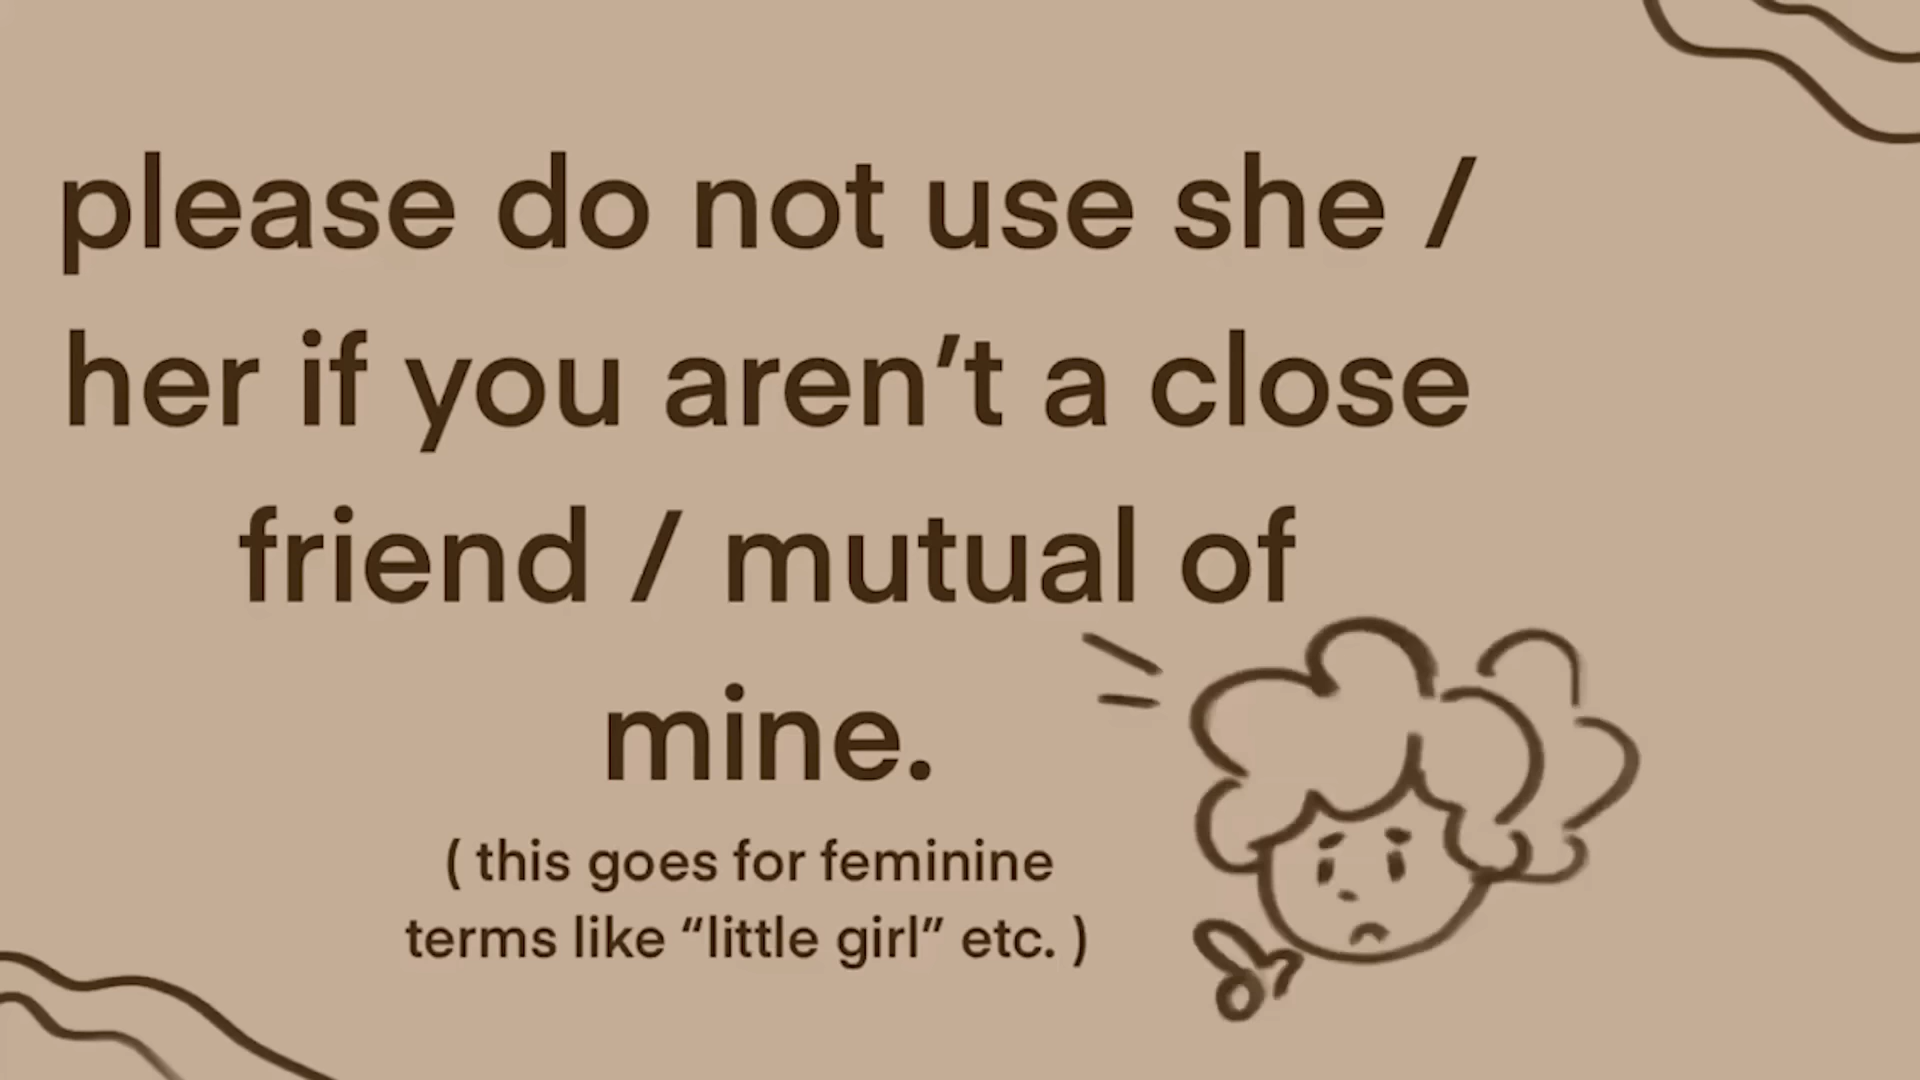 please do not use she /
her if you aren’t a close
friend / mutual of
mine.
( this goes for feminine
terms like “little girl” etc. )